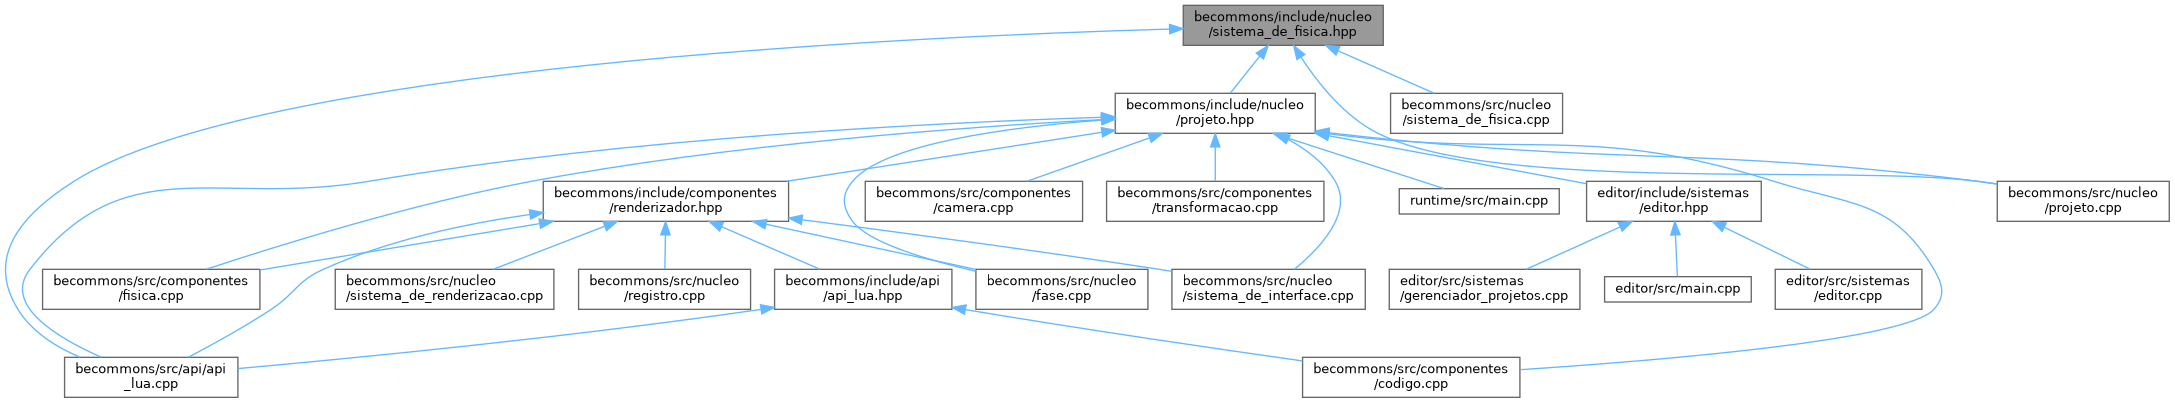 becommons/include/nucleo
/sistema_de_fisica.hpp
becommons/include/nucleo
/projeto.hpp
becommons/src/nucleo
/sistema_de_fisica.cpp
becommons/include/componentes
/renderizador.hpp
becommons/src/componentes
/camera.cpp
becommons/src/componentes
/transformacao.cpp
runtime/src/main.cpp
editor/include/sistemas
/editor.hpp
becommons/src/nucleo
/projeto.cpp
becommons/src/componentes
/fisica.cpp
becommons/src/nucleo
/sistema_de_renderizacao.cpp
becommons/src/nucleo
/registro.cpp
becommons/include/api
/api_lua.hpp
becommons/src/nucleo
/fase.cpp
becommons/src/nucleo
/sistema_de_interface.cpp
editor/src/sistemas
/gerenciador_projetos.cpp
editor/src/main.cpp
editor/src/sistemas
/editor.cpp
becommons/src/api/api
_lua.cpp
becommons/src/componentes
/codigo.cpp